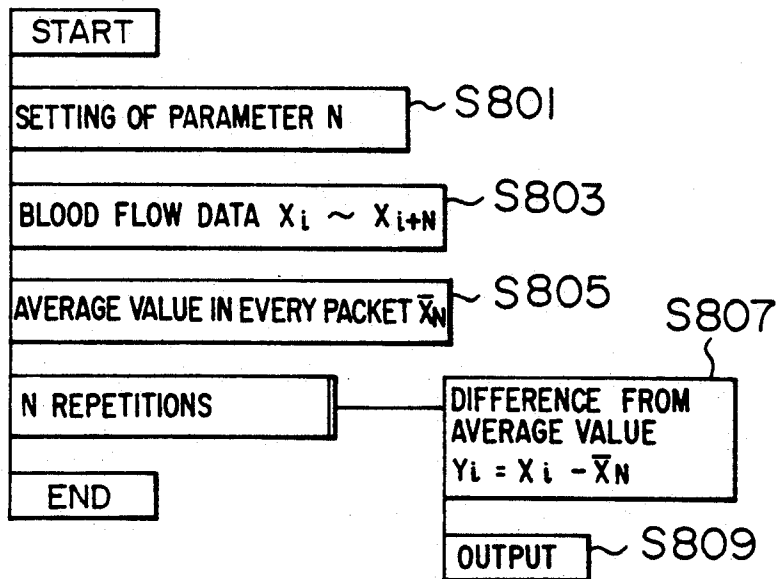 START
SETTING OF PARAMETER N
S801
BLOOD FLOW DATA Xi ~ Xi+N
S803
AVERAGE VALUE IN EVERY PACKET X̄N
S805
N REPETITIONS
S807
DIFFERENCE FROM
AVERAGE VALUE
Yi = Xi - X̄N
END
OUTPUT
S809